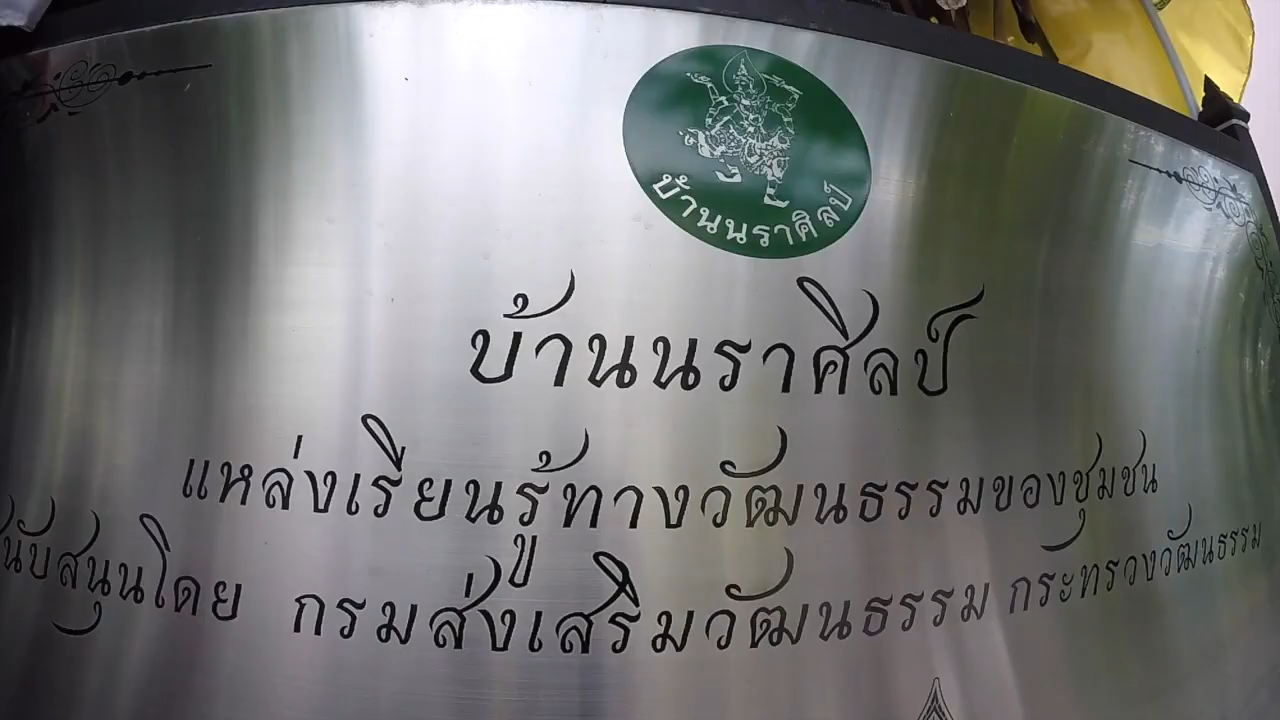 บ้านนราศิลป์
บ้านนราศิลป์
แหล่งเรียนรู้ทางวัฒนธรรมของชุมชน
สนับสนุนโดย กรมส่งเสริมวัฒนธรรม กระทรวงวัฒนธรรม